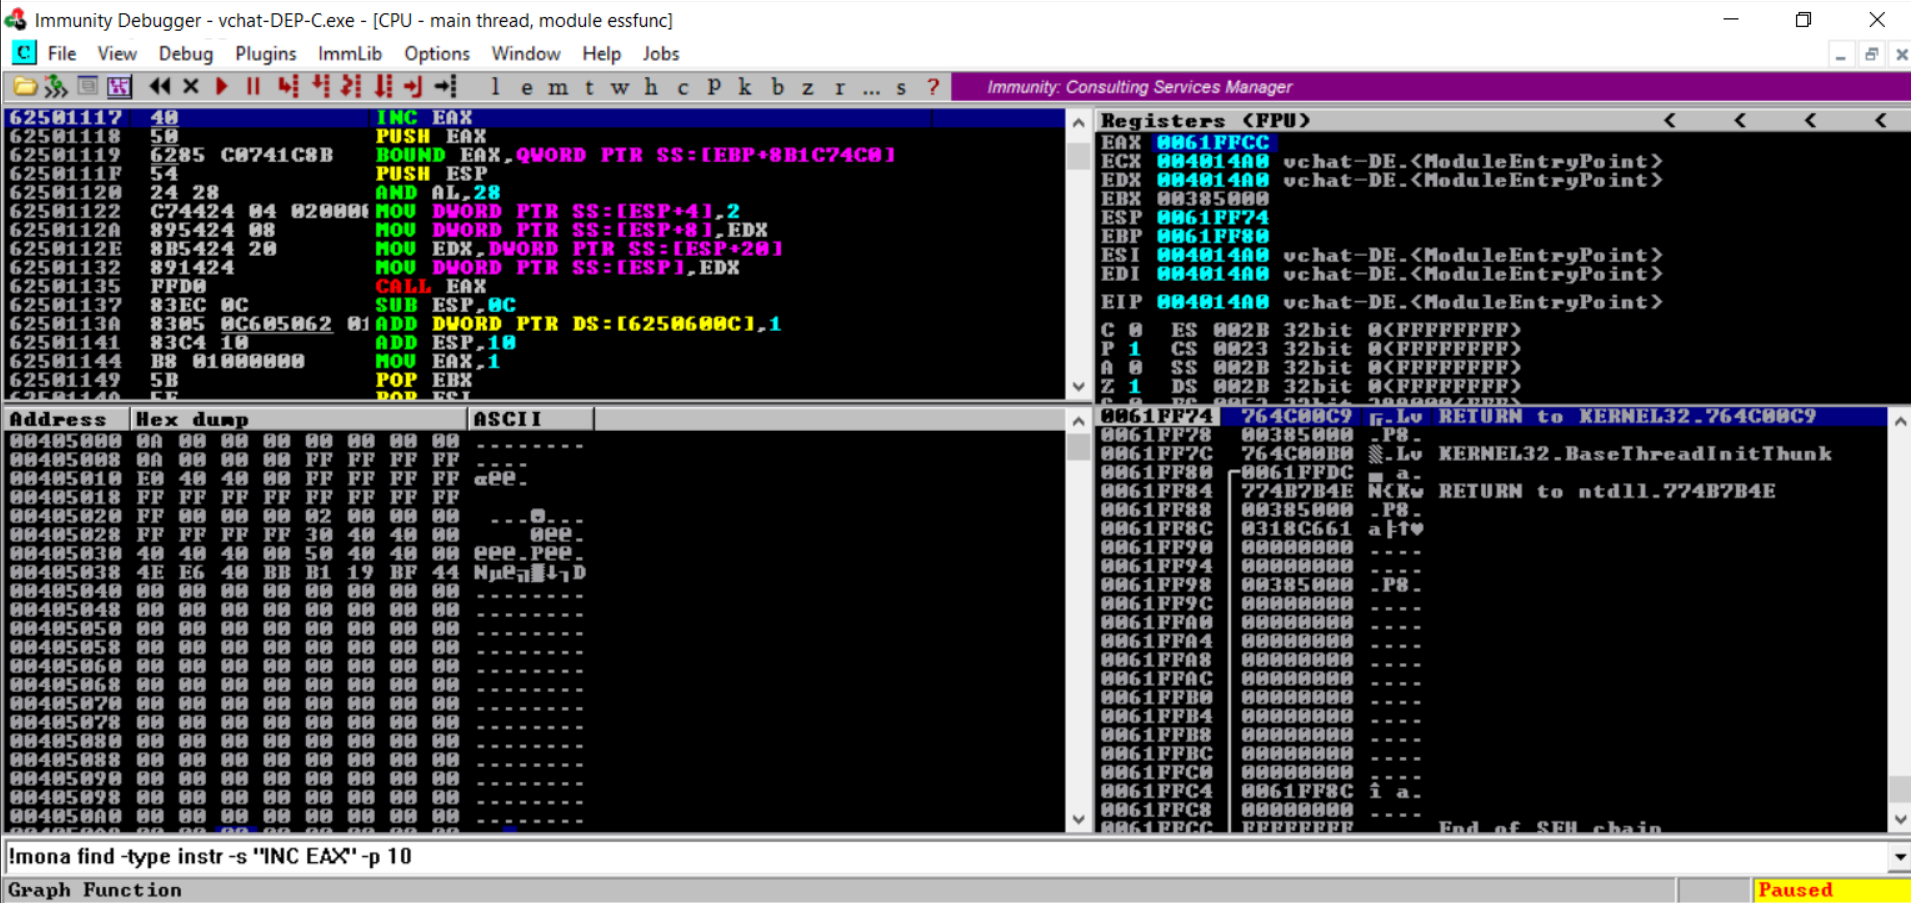 Immunity Debugger - vchat-DEP-C.exe - [CPU - main thread, module essfunc]
C File View Debug Plugins ImmLib Options Window Help Jobs
l e m t w h c P k b z r ... s ? Immunity: Consulting Services Manager
62501117 40 INC EAX
62501118 50 PUSH EAX
62501119 6285 C0741C8B BOUND EAX,QWORD PTR SS:[EBP+8B1C74C0]
6250111F 54 PUSH ESP
62501120 24 28 AND AL,28
62501122 C74424 04 020000 MOV DWORD PTR SS:[ESP+4],2
6250112A 895424 08 MOV DWORD PTR SS:[ESP+8],EDX
6250112E 8B5424 20 MOV EDX,DWORD PTR SS:[ESP+20]
62501132 891424 MOV DWORD PTR SS:[ESP],EDX
62501135 FFD0 CALL EAX
62501137 83EC 0C SUB ESP,0C
6250113A 8305 0C605062 01 ADD DWORD PTR DS:[6250600C],1
62501141 83C4 10 ADD ESP,10
62501144 B8 01000000 MOV EAX,1
62501149 5B POP EBX
Registers (FPU) < < < <
EAX 0061FFCC
ECX 004014A0 vchat-DE.<ModuleEntryPoint>
EDX 004014A0 vchat-DE.<ModuleEntryPoint>
EBX 00385000
ESP 0061FF74
EBP 0061FF80
ESI 004014A0 vchat-DE.<ModuleEntryPoint>
EDI 004014A0 vchat-DE.<ModuleEntryPoint>
EIP 004014A0 vchat-DE.<ModuleEntryPoint>
C 0 ES 002B 32bit 0(FFFFFFFF)
P 1 CS 0023 32bit 0(FFFFFFFF)
A 0 SS 002B 32bit 0(FFFFFFFF)
Z 1 DS 002B 32bit 0(FFFFFFFF)
Address Hex dump ASCII
00405000 0A 00 00 00 00 00 00 00 ........
00405008 0A 00 00 00 FF FF FF FF ....
00405010 E0 40 40 00 FF FF FF FF α@@.
00405018 FF FF FF FF FF FF FF FF
00405020 FF 00 00 00 02 00 00 00 ...☻...
00405028 FF FF FF FF 30 40 40 00 0@@.
00405030 40 40 40 00 50 40 40 00 @@@.P@@.
00405038 4E E6 40 BB B1 19 BF 44 Nµ@╗▒↓┐D
00405040 00 00 00 00 00 00 00 00 ........
00405048 00 00 00 00 00 00 00 00 ........
00405050 00 00 00 00 00 00 00 00 ........
00405058 00 00 00 00 00 00 00 00 ........
00405060 00 00 00 00 00 00 00 00 ........
00405068 00 00 00 00 00 00 00 00 ........
00405070 00 00 00 00 00 00 00 00 ........
00405078 00 00 00 00 00 00 00 00 ........
00405080 00 00 00 00 00 00 00 00 ........
00405088 00 00 00 00 00 00 00 00 ........
00405090 00 00 00 00 00 00 00 00 ........
00405098 00 00 00 00 00 00 00 00 ........
004050A0 00 00 00 00 00 00 00 00 ........
0061FF74 764C00C9 ╔.Lv RETURN to KERNEL32.764C00C9
0061FF78 00385000 .P8.
0061FF7C 764C00B0 ░.Lv KERNEL32.BaseThreadInitThunk
0061FF80 0061FFDC ▄ a.
0061FF84 774B7B4E N{Kw RETURN to ntdll.774B7B4E
0061FF88 00385000 .P8.
0061FF8C 0318C661 a╞↑♥
0061FF90 00000000 ....
0061FF94 00000000 ....
0061FF98 00385000 .P8.
0061FF9C 00000000 ....
0061FFA0 00000000 ....
0061FFA4 00000000 ....
0061FFA8 00000000 ....
0061FFAC 00000000 ....
0061FFB0 00000000 ....
0061FFB4 00000000 ....
0061FFB8 00000000 ....
0061FFBC 00000000 ....
0061FFC0 00000000 ....
0061FFC4 0061FF8C î a.
0061FFC8 00000000 ....
0061FFCC FFFFFFFF End of SEH chain
!mona find -type instr -s "INC EAX" -p 10
Graph Function Paused